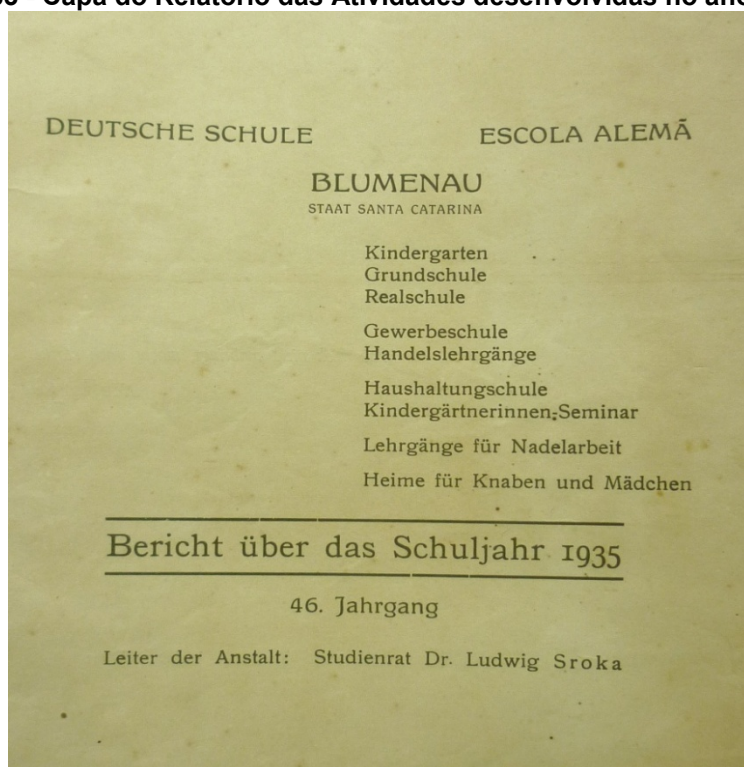 Capa do Relatório das Atividades desenvolvidas no
DEUTSCHE SCHULE ESCOLA ALEMÃ
BLUMENAU
STAAT SANTA CATARINA
Kindergarten
Grundschule
Realschule
Gewerbeschule
Handelslehrgänge
Haushaltungschule
Kindergärtnerinnen-Seminar
Lehrgänge für Nadelarbeit
Heime für Knaben und Mädchen
Bericht über das Schuljahr 1935
46. Jahrgang
Leiter der Anstalt: Studienrat Dr. Ludwig Sroka